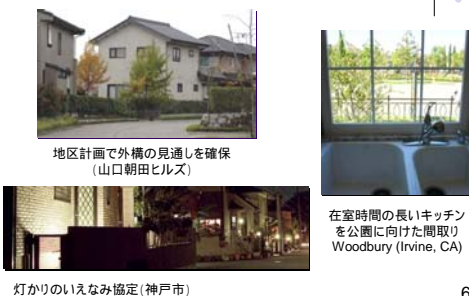 地区計画で外構の見通しを確保
(山口朝田ヒルズ)
在室時間の長いキッチン
を公園に向けた間取り
Woodbury (Irvine, CA)
灯かりのいえなみ協定(神戸市)
6